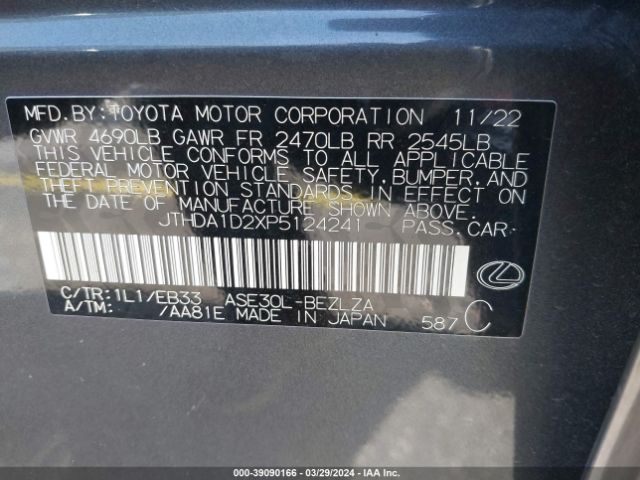 MFD.BY:TOYOTA MOTOR CORPORATION 11/22
GVWR 4690LB GAWR FR 2470LB RR 2545LB
THIS VEHICLE CONFORMS TO ALL APPLICABLE
FEDERAL MOTOR VEHICLE SAFETY,BUMPER,AND
THEFT PREVENTION STANDARDS IN EFFECT ON
THE DATE OF MANUFACTURE SHOWN ABOVE.
JTHDA1D2XP5124241 PASS.CAR
C/TR:1L1/EB33 ASE30L-BEZLZA
A/TM: /AA81E MADE IN JAPAN 587 C
000-39090166 / 03/29/2024 / IAA Inc.